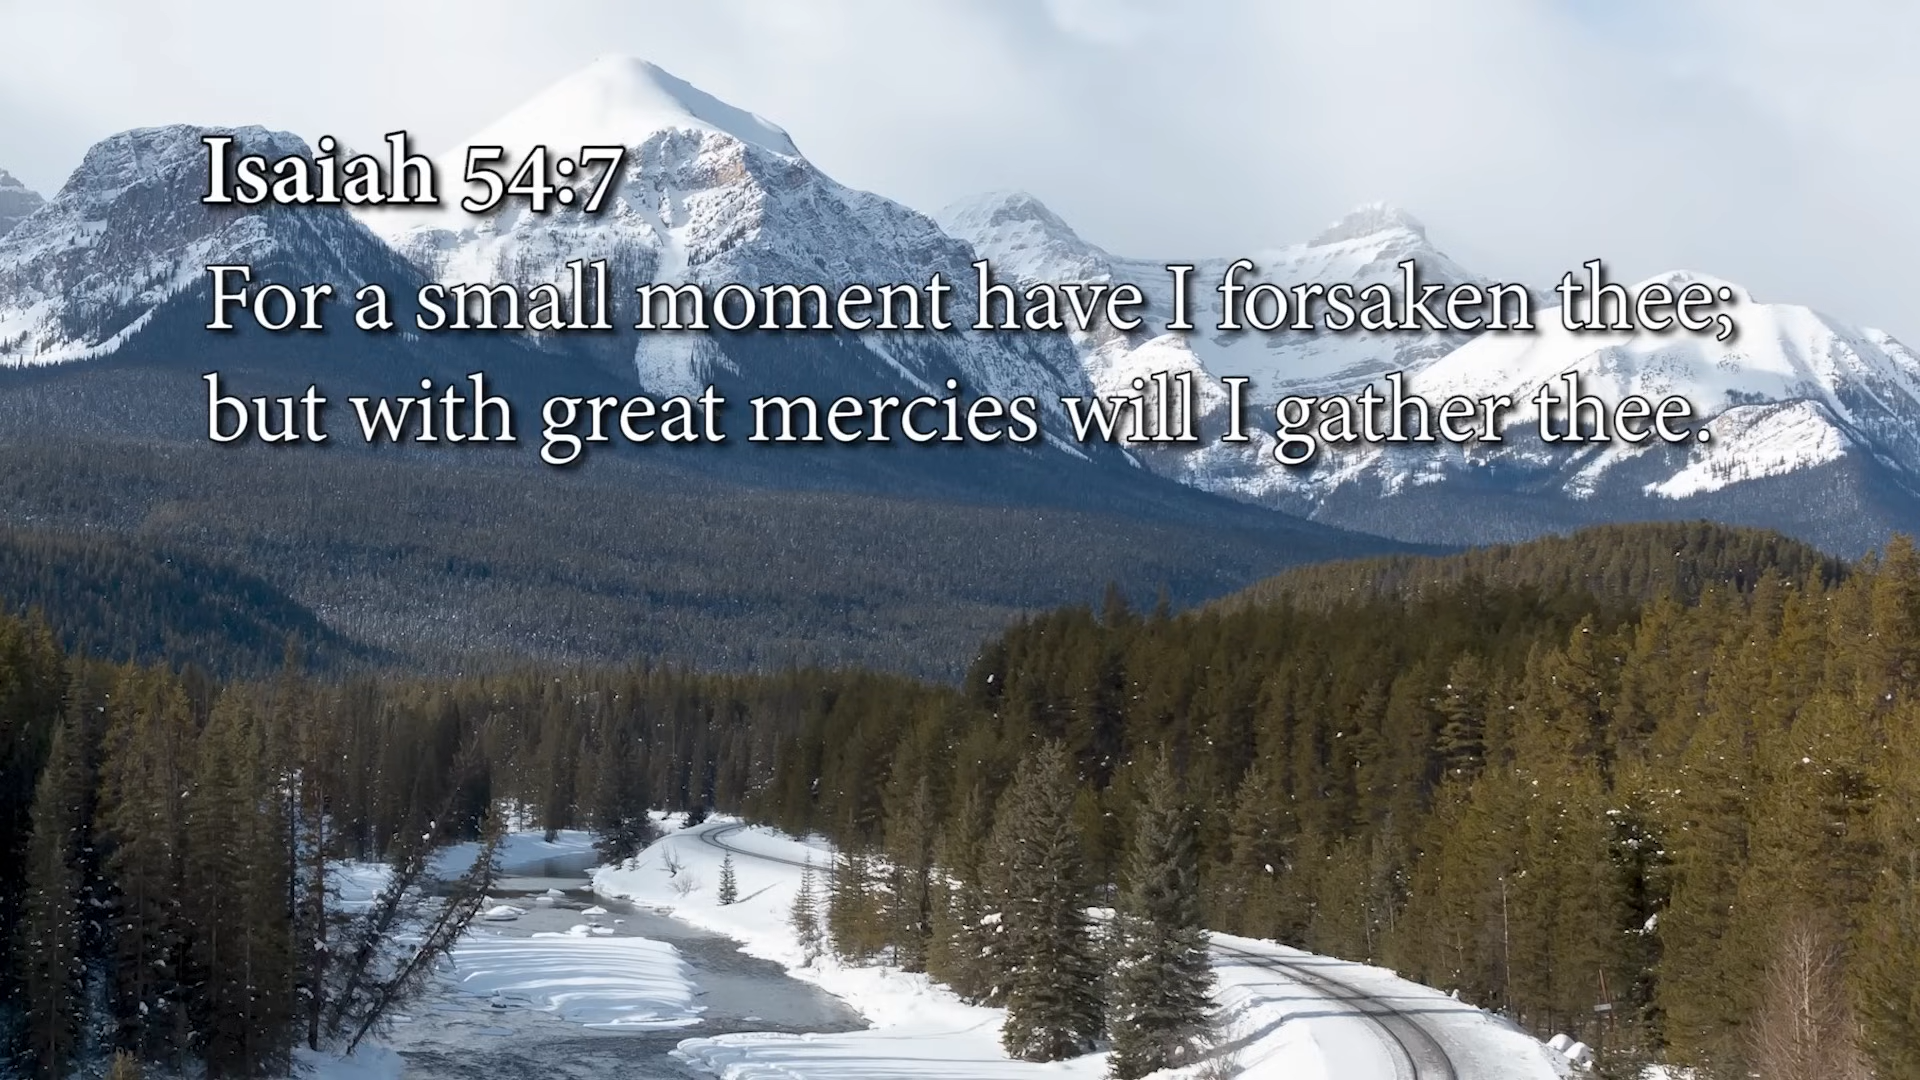 Isaiah 54:7
For a small moment have I forsaken thee;
but with great mercies will I gather thee.